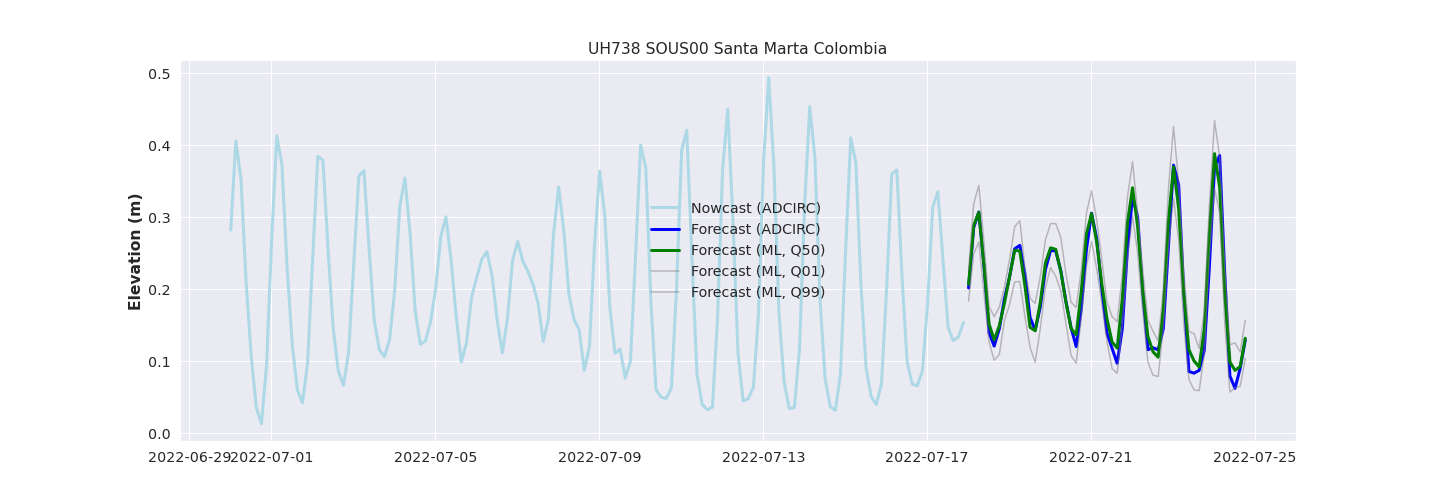 UH738 SOUS00 Santa Marta Colombia
Elevation (m)
0.5
0.4
0.3
0.2
0.1
0.0
Nowcast (ADCIRC)
Forecast (ADCIRC)
Forecast (ML, Q50)
Forecast (ML, Q01)
Forecast (ML, Q99)
2022-06-29 2022-07-01 2022-07-05 2022-07-09 2022-07-13 2022-07-17 2022-07-21 2022-07-25